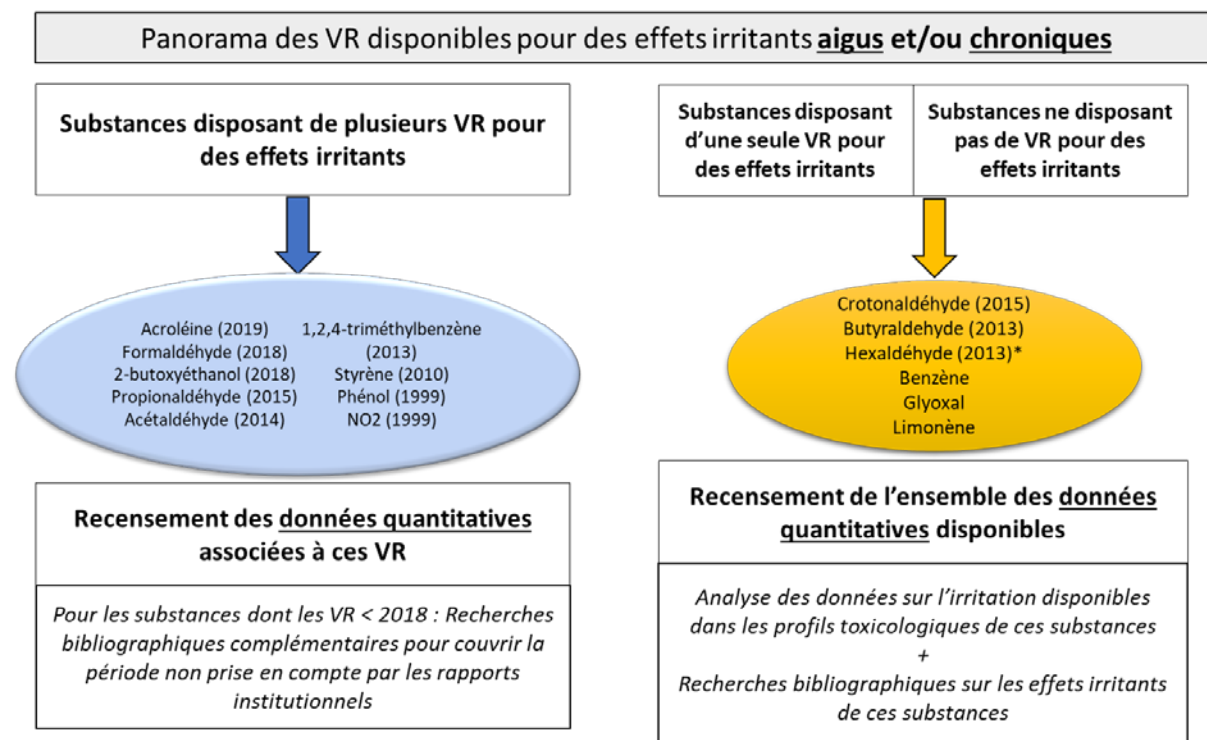 Panorama des VR disponibles pour des effets irritants aigus et/ou chroniques
Substances disposant de plusieurs VR pour
des effets irritants
Acroléine (2019)
Formaldéhyde (2018)
2-butoxyéthanol (2018)
Propionaldéhyde (2015)
Acétaldéhyde (2014)
1,2,4-triméthylbenzène
(2013)
Styrène (2010)
Phénol (1999)
NO2 (1999)
Recensement des données quantitatives
associées à ces VR
Pour les substances dont les VR < 2018 : Recherches
bibliographiques complémentaires pour couvrir la
période non prise en compte par les rapports
institutionnels
Substances disposant
d'une seule VR pour
des effets irritants
Substances ne disposant
pas de VR pour des
effets irritants
Crotonaldéhyde (2015)
Butyraldehyde (2013)
Hexaldéhyde (2013)*
Benzène
Glyoxal
Limonène
Recensement de l'ensemble des données
quantitatives disponibles
Analyse des données sur l'irritation disponibles
dans les profils toxicologiques de ces substances
+
Recherches bibliographiques sur les effets irritants
de ces substances